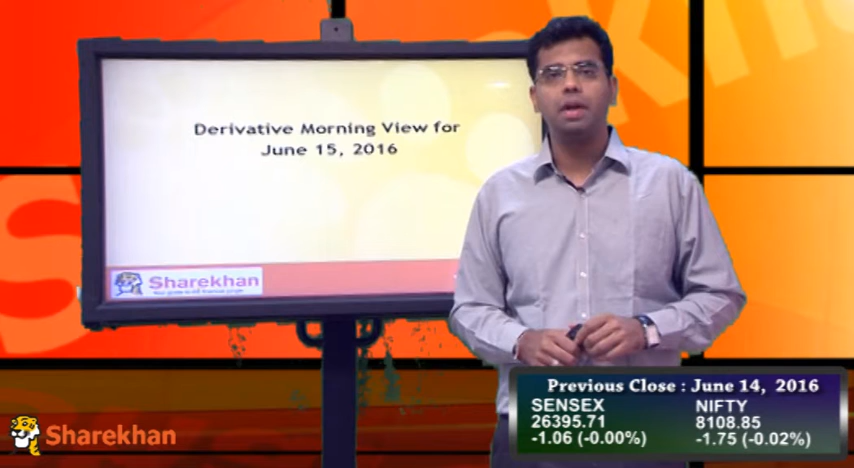 Derivative Morning View for
June 15, 2016
Sharekhan
Sharekhan
Previous Close : June 14, 2016
SENSEX
26395.71
-1.06 (-0.00%)
NIFTY
8108.85
-1.75 (-0.02%)